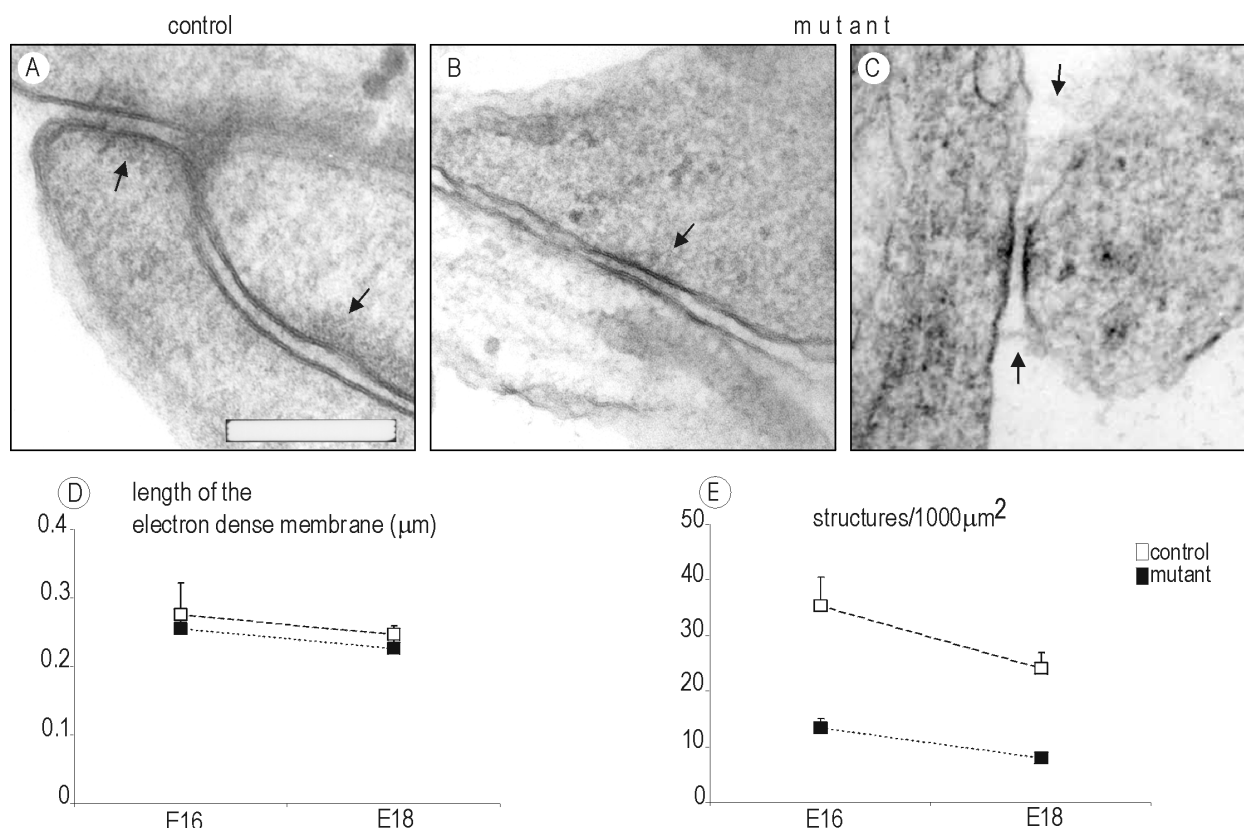 control
mutant
A
B
C
D
length of the
electron dense membrane (μm)
0.4
0.3
0.2
0.1
0
E16
E18
E
structures/1000μm²
50
40
30
20
10
0
E16
E18
control
mutant